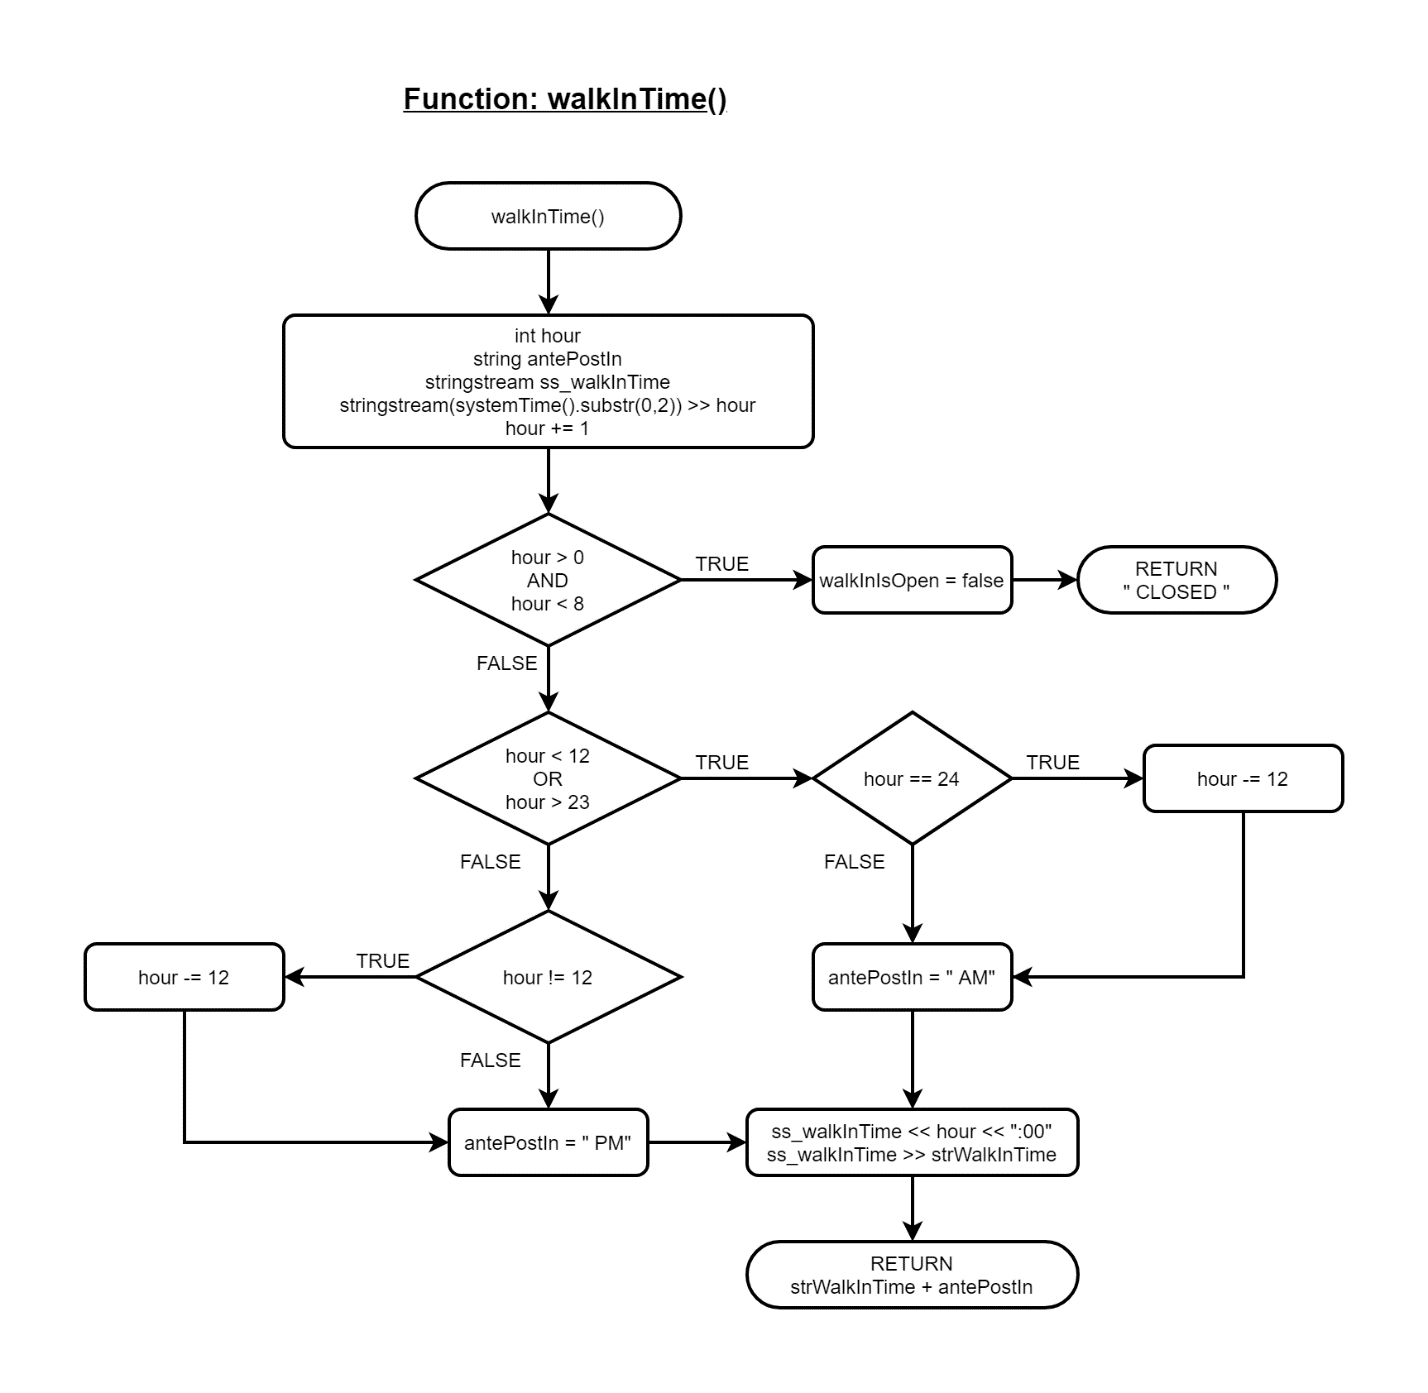 Function: walkInTime()
walkInTime()
int hour
string antePostIn
stringstream ss_walkInTime
stringstream(systemTime().substr(0,2)) >> hour
hour += 1
hour > 0
AND
hour < 8
TRUE
walkInIsOpen = false
RETURN
" CLOSED "
FALSE
hour < 12
OR
hour > 23
TRUE
hour == 24
TRUE
hour -= 12
FALSE
FALSE
hour != 12
TRUE
hour -= 12
antePostIn = " AM"
FALSE
antePostIn = " PM"
ss_walkInTime << hour << ":00"
ss_walkInTime >> strWalkInTime
RETURN
strWalkInTime + antePostIn